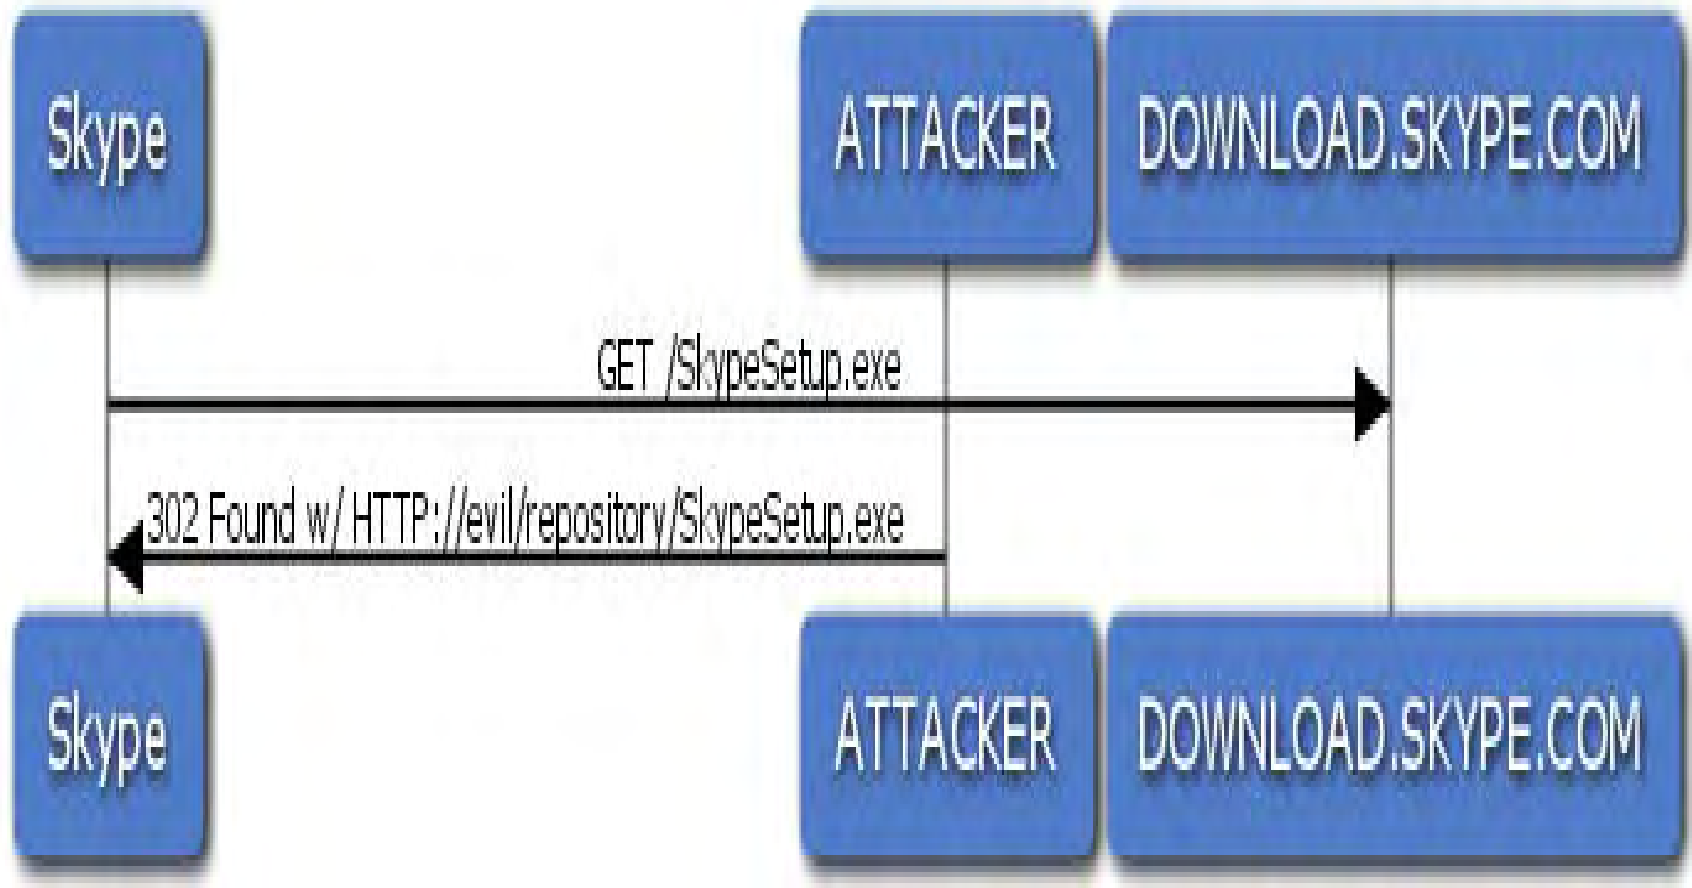 Skype
ATTACKER
DOWNLOAD.SKYPE.COM
GET /SkypeSetup.exe
302 Found w/ HTTP://evil/repository/SkypeSetup.exe
Skype
ATTACKER
DOWNLOAD.SKYPE.COM